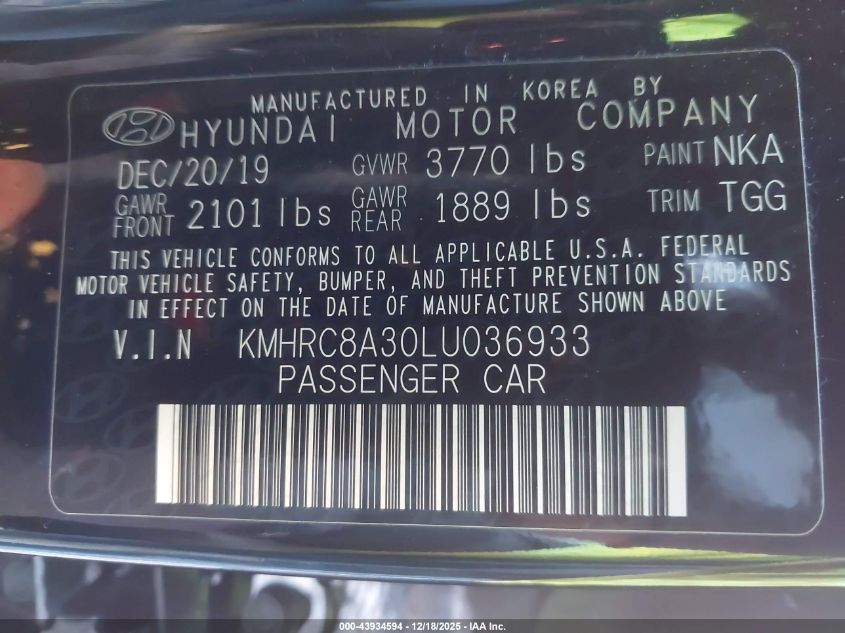 MANUFACTURED IN KOREA BY
HYUNDAI MOTOR COMPANY
DEC/20/19 GVWR 3770 lbs PAINT NKA
GAWR FRONT 2101 lbs GAWR REAR 1889 lbs TRIM TGG
THIS VEHICLE CONFORMS TO ALL APPLICABLE U.S.A. FEDERAL
MOTOR VEHICLE SAFETY, BUMPER, AND THEFT PREVENTION STANDARDS
IN EFFECT ON THE DATE OF MANUFACTURE SHOWN ABOVE
V.I.N KMHRC8A30LU036933
PASSENGER CAR
000-43934594 - 12/18/2025 - IAA Inc.